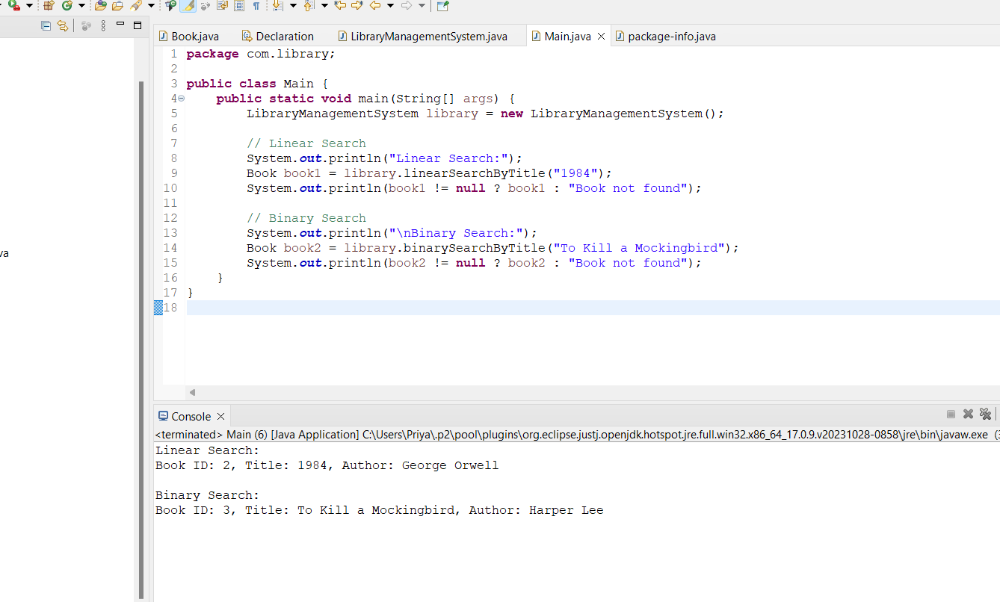 Book.java
Declaration
LibraryManagementSystem.java
Main.java
package-info.java
va
1 package com.library;
2
3 public class Main {
4     public static void main(String[] args) {
5         LibraryManagementSystem library = new LibraryManagementSystem();
6
7         // Linear Search
8         System.out.println("Linear Search:");
9         Book book1 = library.linearSearchByTitle("1984");
10         System.out.println(book1 != null ? book1 : "Book not found");
11
12         // Binary Search
13         System.out.println("\nBinary Search:");
14         Book book2 = library.binarySearchByTitle("To Kill a Mockingbird");
15         System.out.println(book2 != null ? book2 : "Book not found");
16     }
17 }
18
Console
<terminated> Main (6) [Java Application] C:\Users\Priya\.p2\pool\plugins\org.eclipse.justj.openjdk.hotspot.jre.full.win32.x86_64_17.0.9.v20231028-0858\jre\bin\javaw.exe (3
Linear Search:
Book ID: 2, Title: 1984, Author: George Orwell

Binary Search:
Book ID: 3, Title: To Kill a Mockingbird, Author: Harper Lee